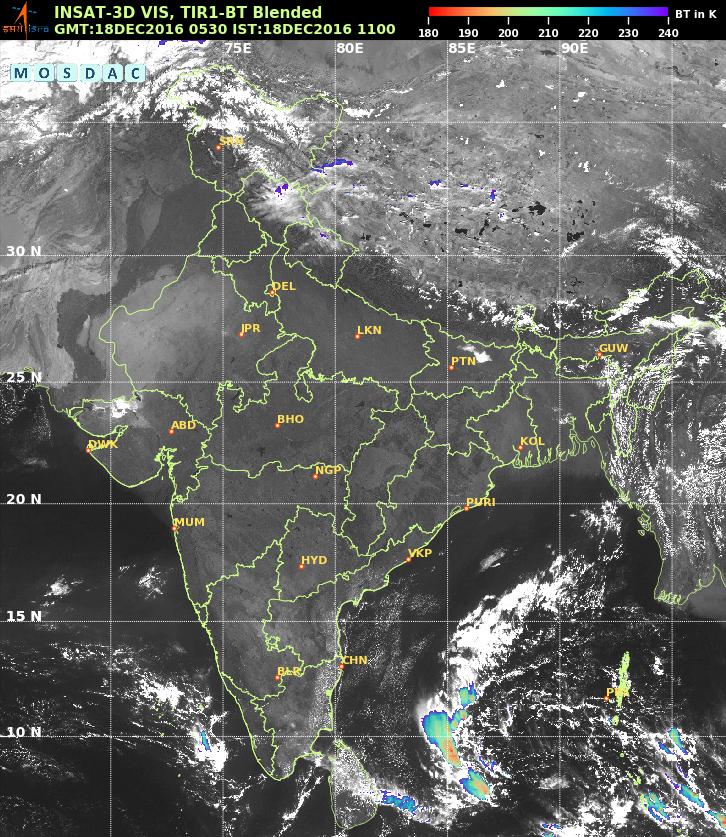 INSAT-3D VIS, TIR1-BT Blended
GMT:18DEC2016 0530 IST:18DEC2016 1100
BT in K
180 190 200 210 220 230 240
75E 80E 85E 90E
MOSDAC
SRN
30 N
DEL
JPR
LKN
GUW
PTN
25 N
ABD
BHO
KOL
DWK
NGP
20 N
PURI
MUM
VKP
HYD
15 N
CHN
BLR
10 N